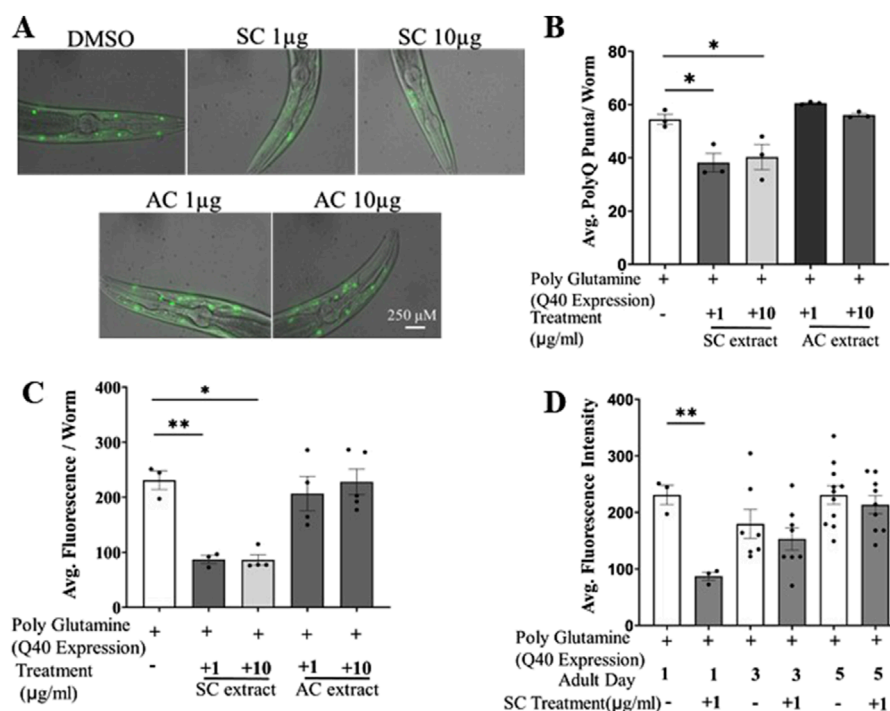 A
DMSO
SC 1µg
SC 10µg
AC 1µg
AC 10µg
250 µM
B
Avg. PolyQ Punta/ Worm
80
60
40
20
0
*
*
Poly Glutamine + + + + +
(Q40 Expression)
Treatment - +1 +10 +1 +10
(µg/ml) SC extract AC extract
C
Avg. Fluorescence / Worm
400
300
200
100
0
*
**
Poly Glutamine + + + + +
(Q40 Expression)
Treatment - +1 +10 +1 +10
(µg/ml) SC extract AC extract
D
Avg. Fluorescence Intensity
400
300
200
100
0
**
Poly Glutamine + + + + + +
(Q40 Expression)
Adult Day 1 1 3 3 5 5
SC Treatment(µg/ml) - +1 - +1 - +1